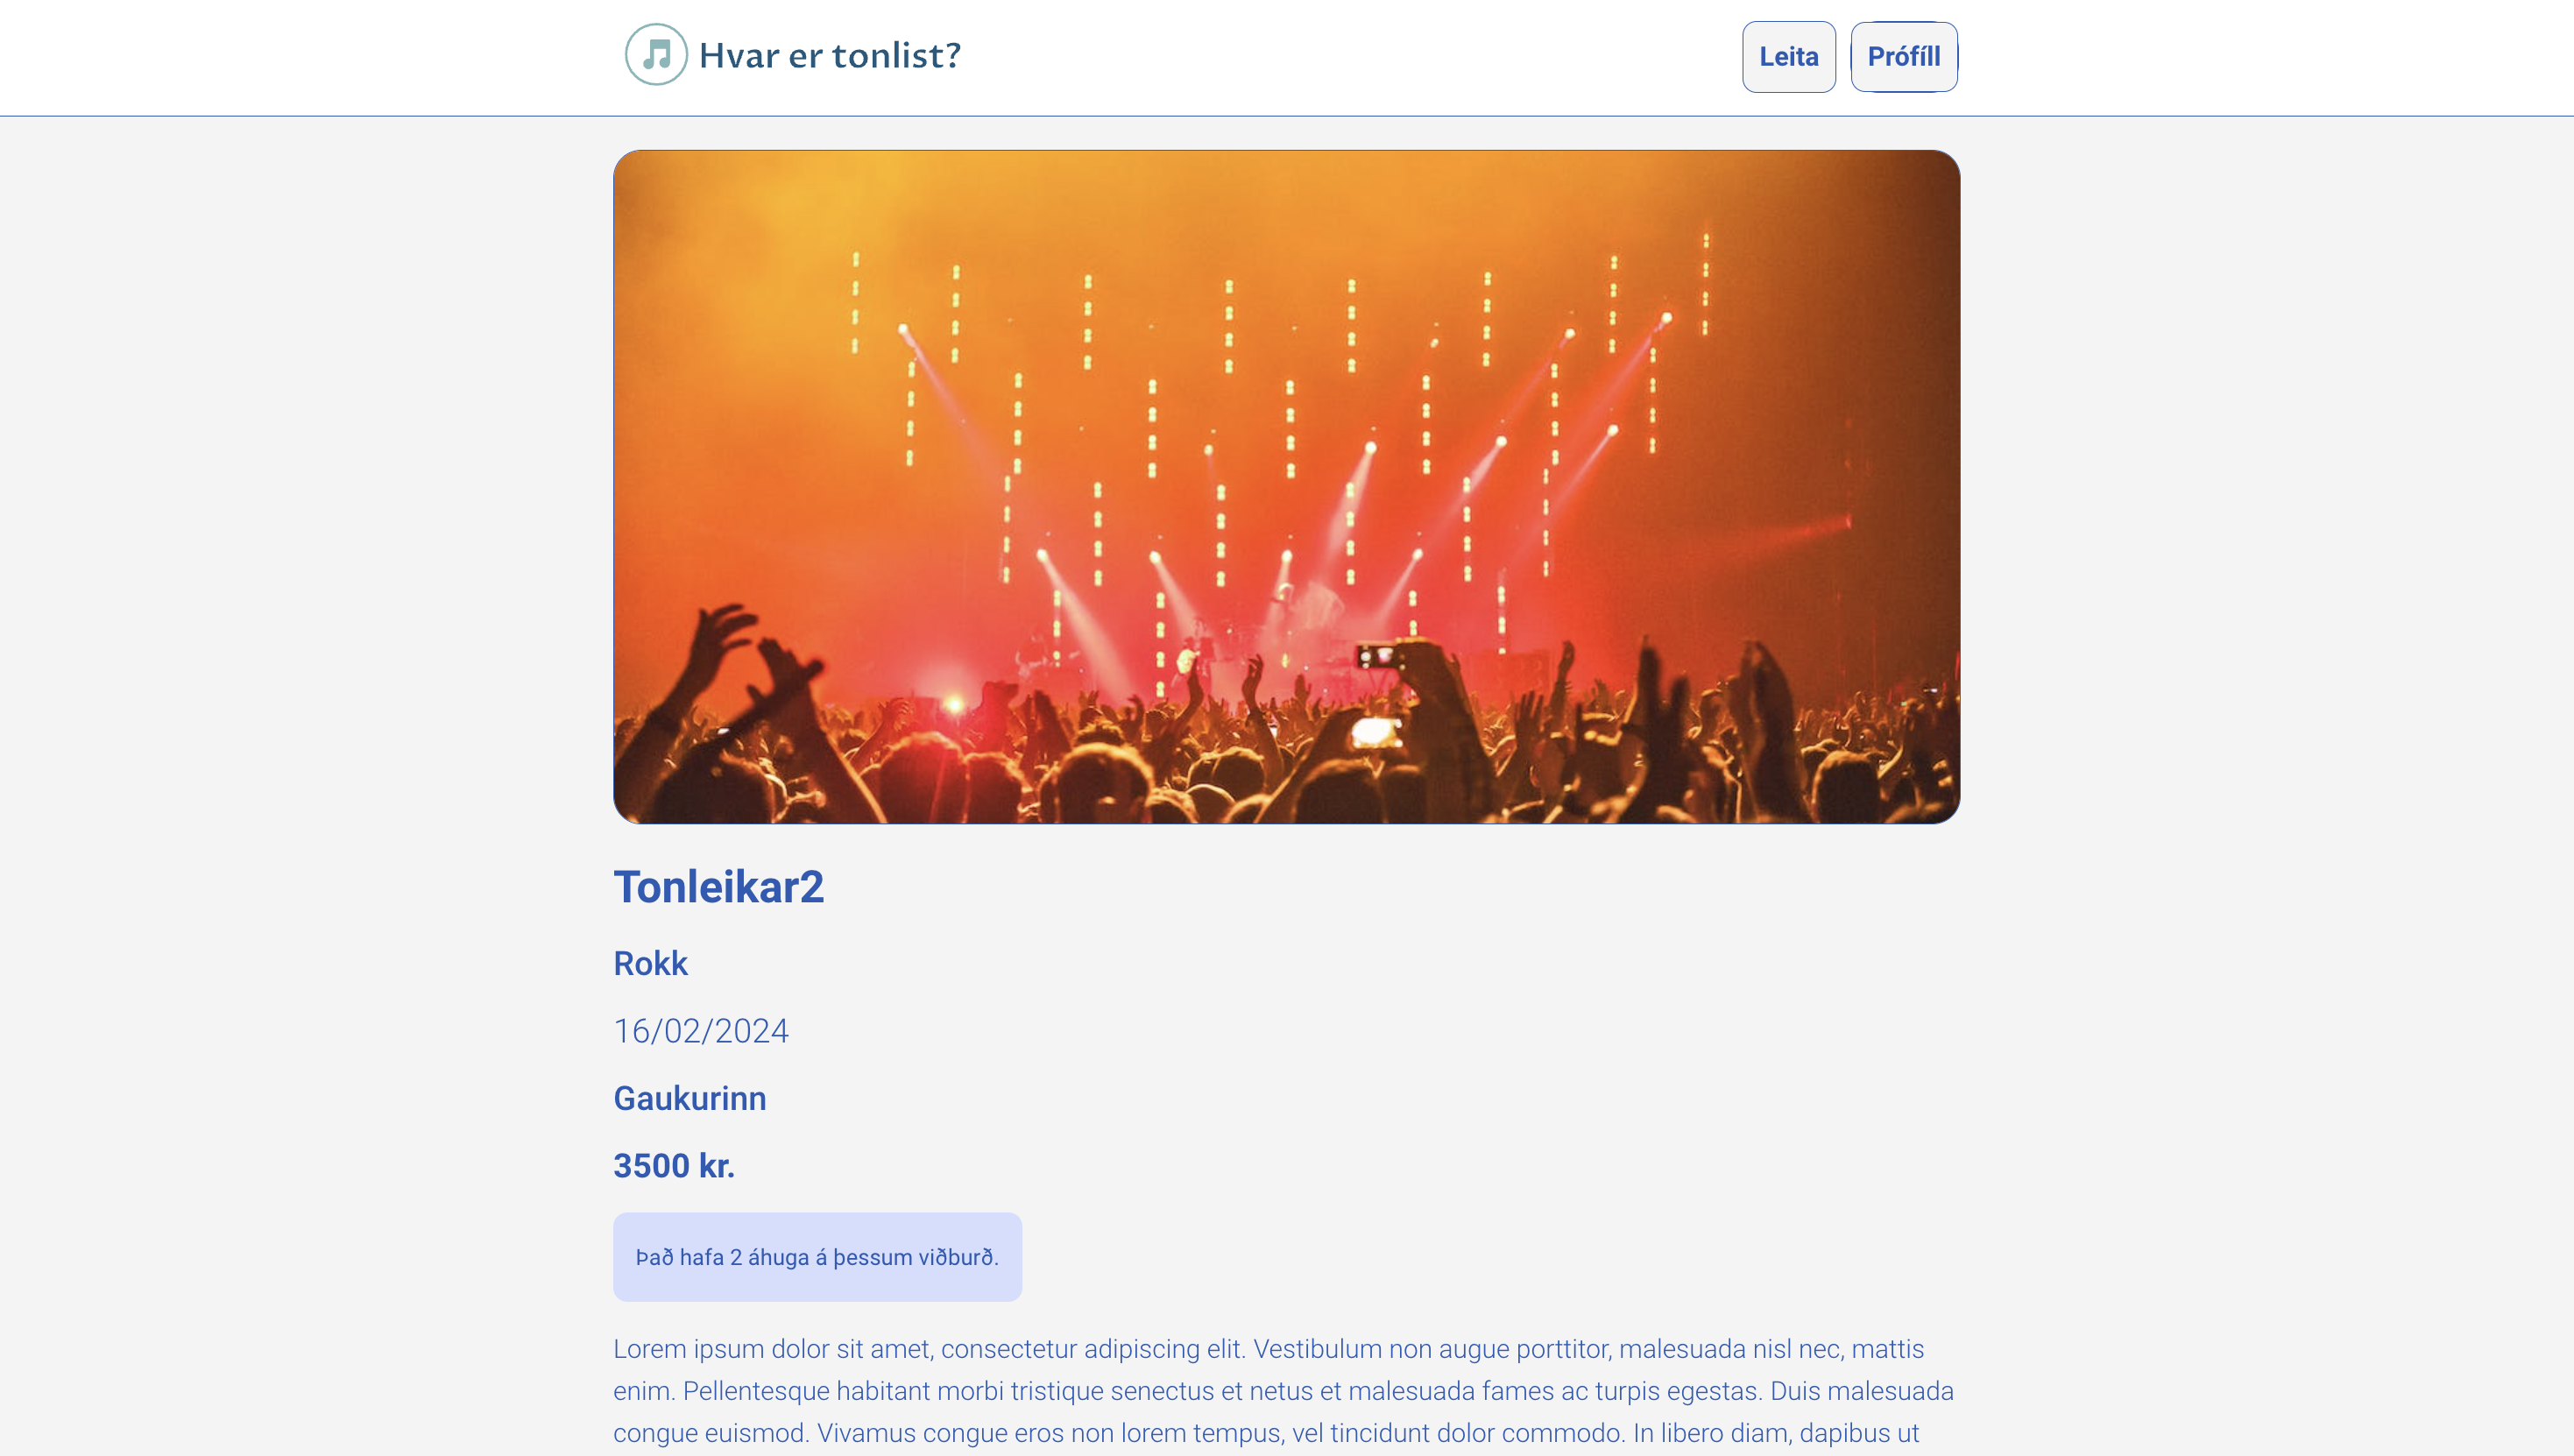 Hvar er tonlist?
Leita
Prófíll
Tonleikar2
Rokk
16/02/2024
Gaukurinn
3500 kr.
Það hafa 2 áhuga á þessum viðburð.
Lorem ipsum dolor sit amet, consectetur adipiscing elit. Vestibulum non augue porttitor, malesuada nisl nec, mattis
enim. Pellentesque habitant morbi tristique senectus et netus et malesuada fames ac turpis egestas. Duis malesuada
congue euismod. Vivamus congue eros non lorem tempus, vel tincidunt dolor commodo. In libero diam, dapibus ut